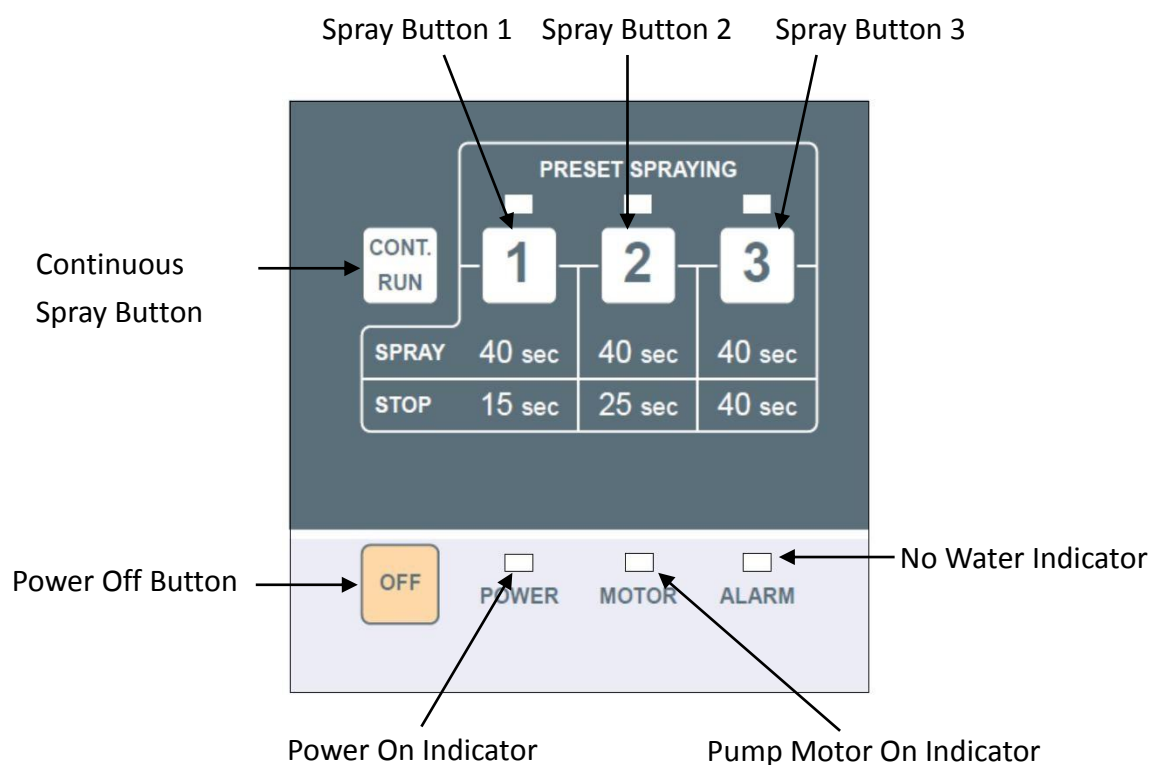 Spray Button 1 Spray Button 2 Spray Button 3
PRESET SPRAYING
CONT.
RUN
1 2 3
Continuous
Spray Button
SPRAY 40 sec 40 sec 40 sec
STOP 15 sec 25 sec 40 sec
No Water Indicator
Power Off Button
OFF
POWER MOTOR ALARM
Power On Indicator Pump Motor On Indicator